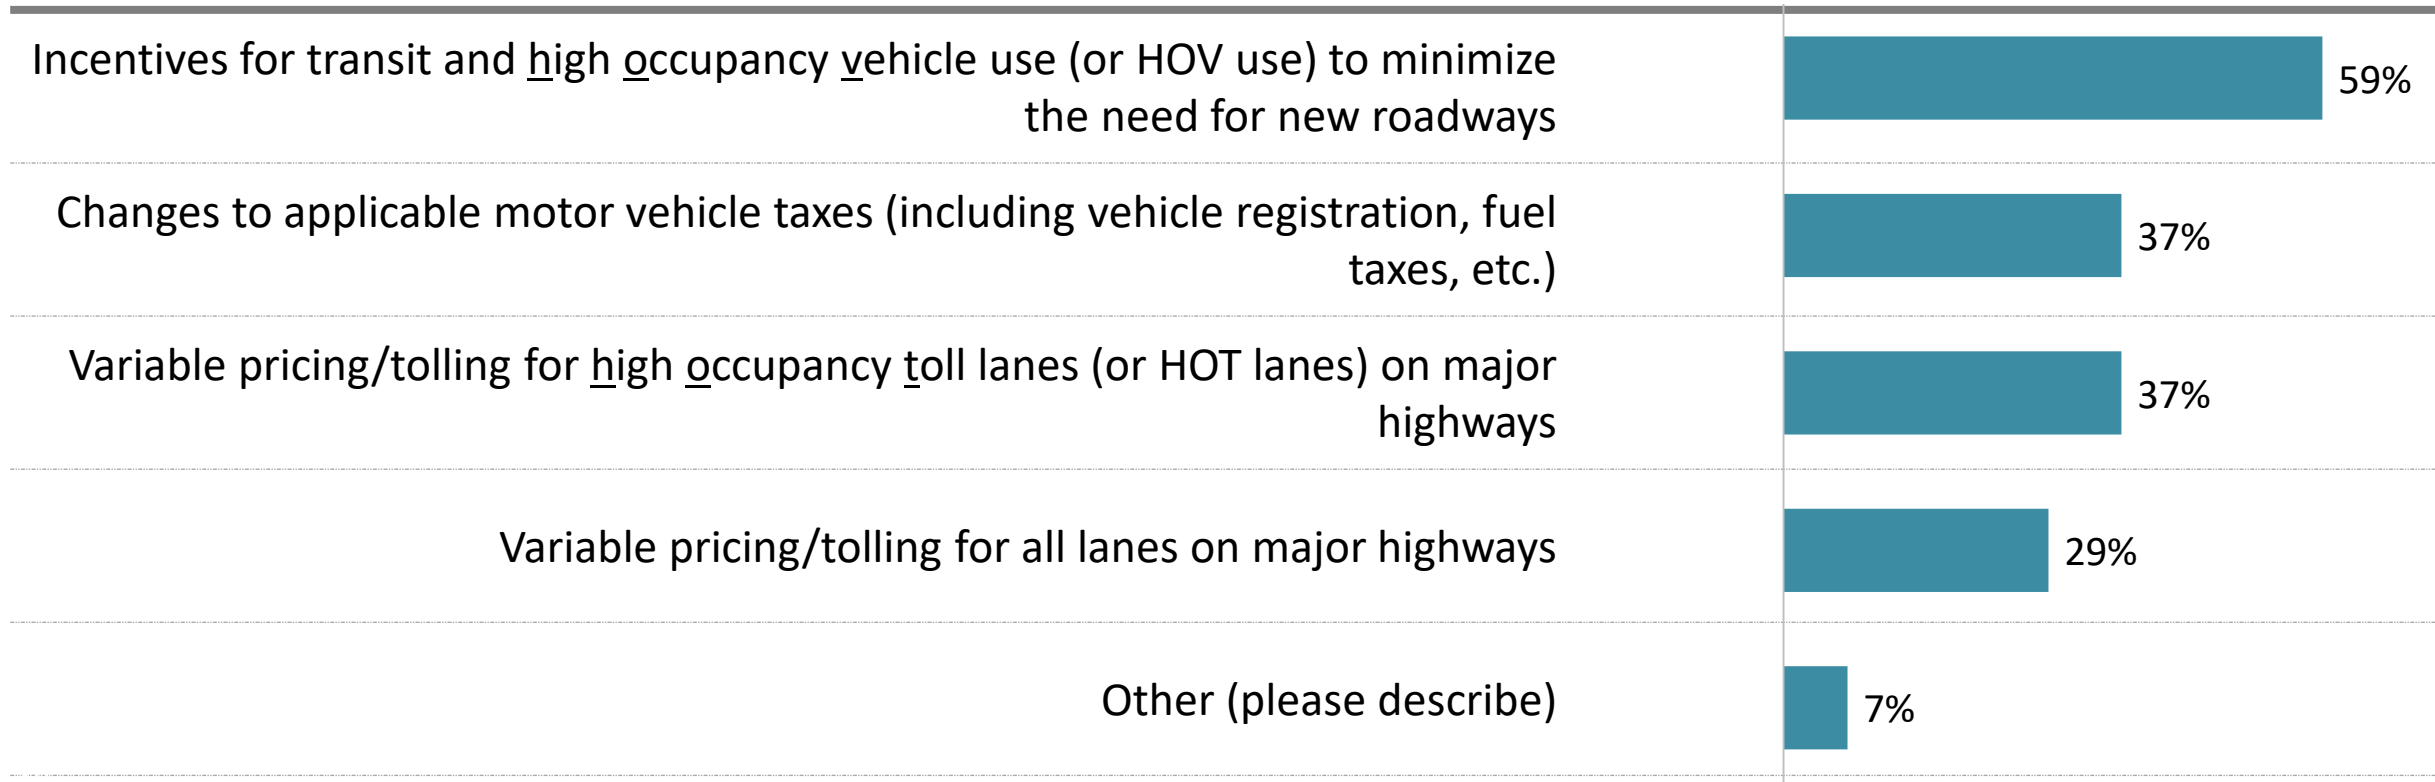 Incentives for transit and high occupancy vehicle use (or HOV use) to minimize
the need for new roadways
59%
Changes to applicable motor vehicle taxes (including vehicle registration, fuel
taxes, etc.)
37%
Variable pricing/tolling for high occupancy toll lanes (or HOT lanes) on major
highways
37%
Variable pricing/tolling for all lanes on major highways
29%
Other (please describe)
7%